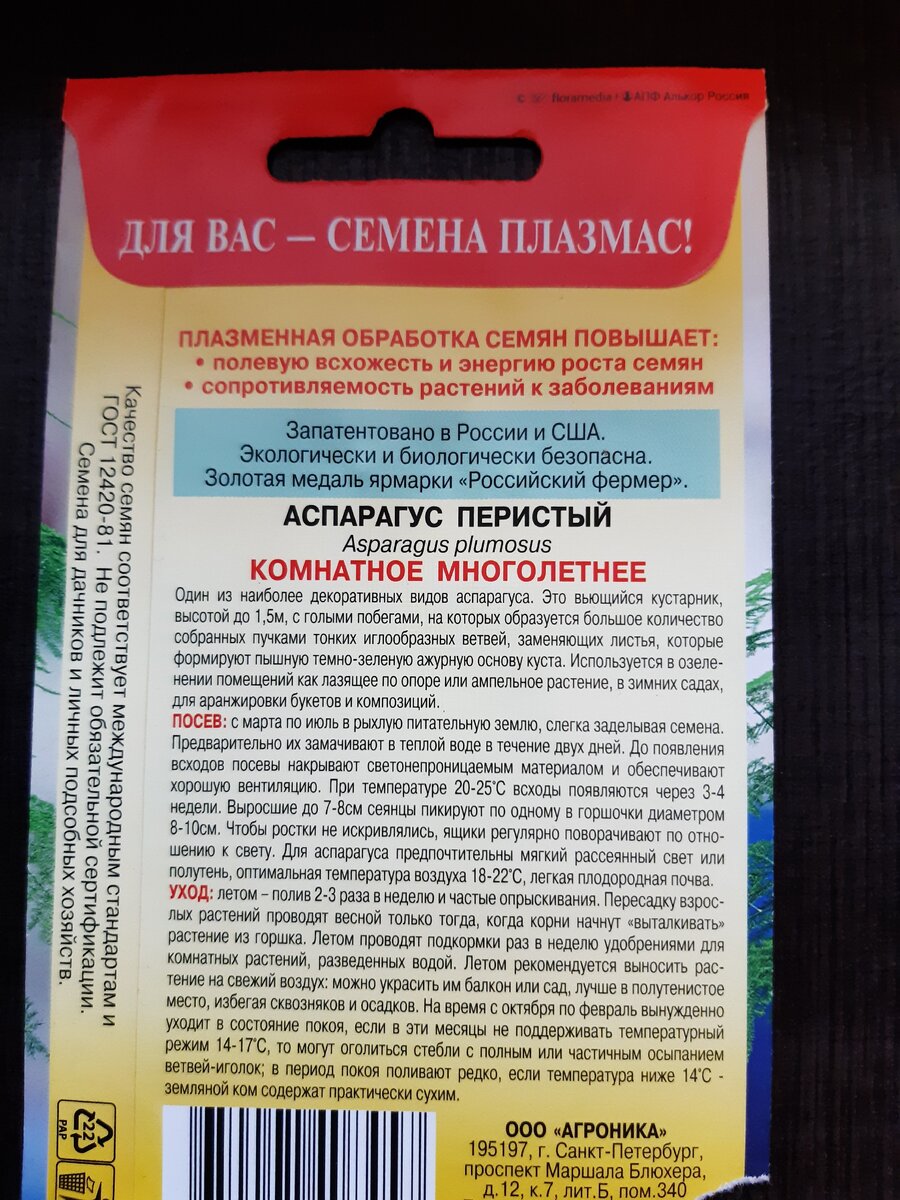 © floramedia АПФ Алькор Россия
ДЛЯ ВАС – СЕМЕНА ПЛАЗМАС!
ПЛАЗМЕННАЯ ОБРАБОТКА СЕМЯН ПОВЫШАЕТ:
• полевую всхожесть и энергию роста семян
• сопротивляемость растений к заболеваниям
Запатентовано в России и США.
Экологически и биологически безопасна.
Золотая медаль ярмарки «Российский фермер».
АСПАРАГУС ПЕРИСТЫЙ
Asparagus plumosus
КОМНАТНОЕ МНОГОЛЕТНЕЕ
Один из наиболее декоративных видов аспарагуса. Это вьющийся кустарник,
высотой до 1,5м, с голыми побегами, на которых образуется большое количество
собранных пучками тонких иглообразных ветвей, заменяющих листья, которые
формируют пышную темно-зеленую ажурную основу куста. Используется в озеле-
нении помещений как лазящее по опоре или ампельное растение, в зимних садах,
для аранжировки букетов и композиций.
ПОСЕВ: с марта по июль в рыхлую питательную землю, слегка заделывая семена.
Предварительно их замачивают в теплой воде в течение двух дней. До появления
всходов посевы накрывают светонепроницаемым материалом и обеспечивают
хорошую вентиляцию. При температуре 20-25°С всходы появляются через 3-4
недели. Выросшие до 7-8см сеянцы пикируют по одному в горшочки диаметром
8-10см. Чтобы ростки не искривлялись, ящики регулярно поворачивают по отно-
шению к свету. Для аспарагуса предпочтительны мягкий рассеянный свет или
полутень, оптимальная температура воздуха 18-22°С, легкая плодородная почва.
УХОД: летом – полив 2-3 раза в неделю и частые опрыскивания. Пересадку взрос-
лых растений проводят весной только тогда, когда корни начнут «выталкивать»
растение из горшка. Летом проводят подкормки раз в неделю удобрениями для
комнатных растений, разведенных водой. Летом рекомендуется выносить рас-
тение на свежий воздух: можно украсить им балкон или сад, лучше в полутенистое
место, избегая сквозняков и осадков. На время с октября по февраль вынужденно
уходит в состояние покоя, если в эти месяцы не поддерживать температурный
режим 14-17°С, то могут оголиться стебли с полным или частичным осыпанием
ветвей-иголок; в период покоя поливают редко, если температура ниже 14°С -
земляной ком содержат практически сухим.
Качество семян соответствует международным стандартам и
ГОСТ 12420-81. Не подлежит обязательной сертификации.
Семена для дачников и личных подсобных хозяйств.
22
PAP
ООО «АГРОНИКА»
195197, г. Санкт-Петербург,
проспект Маршала Блюхера,
д.12, к.7, лит.Б, пом.340